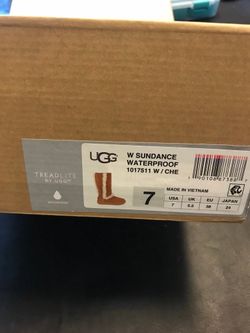 UGG
W SUNDANCE
WATERPROOF
1017511 W / CHE
TREADLITE
BY UGG™
7
MADE IN VIETNAM
USA UK EU JAPAN
7 5.5 38 24